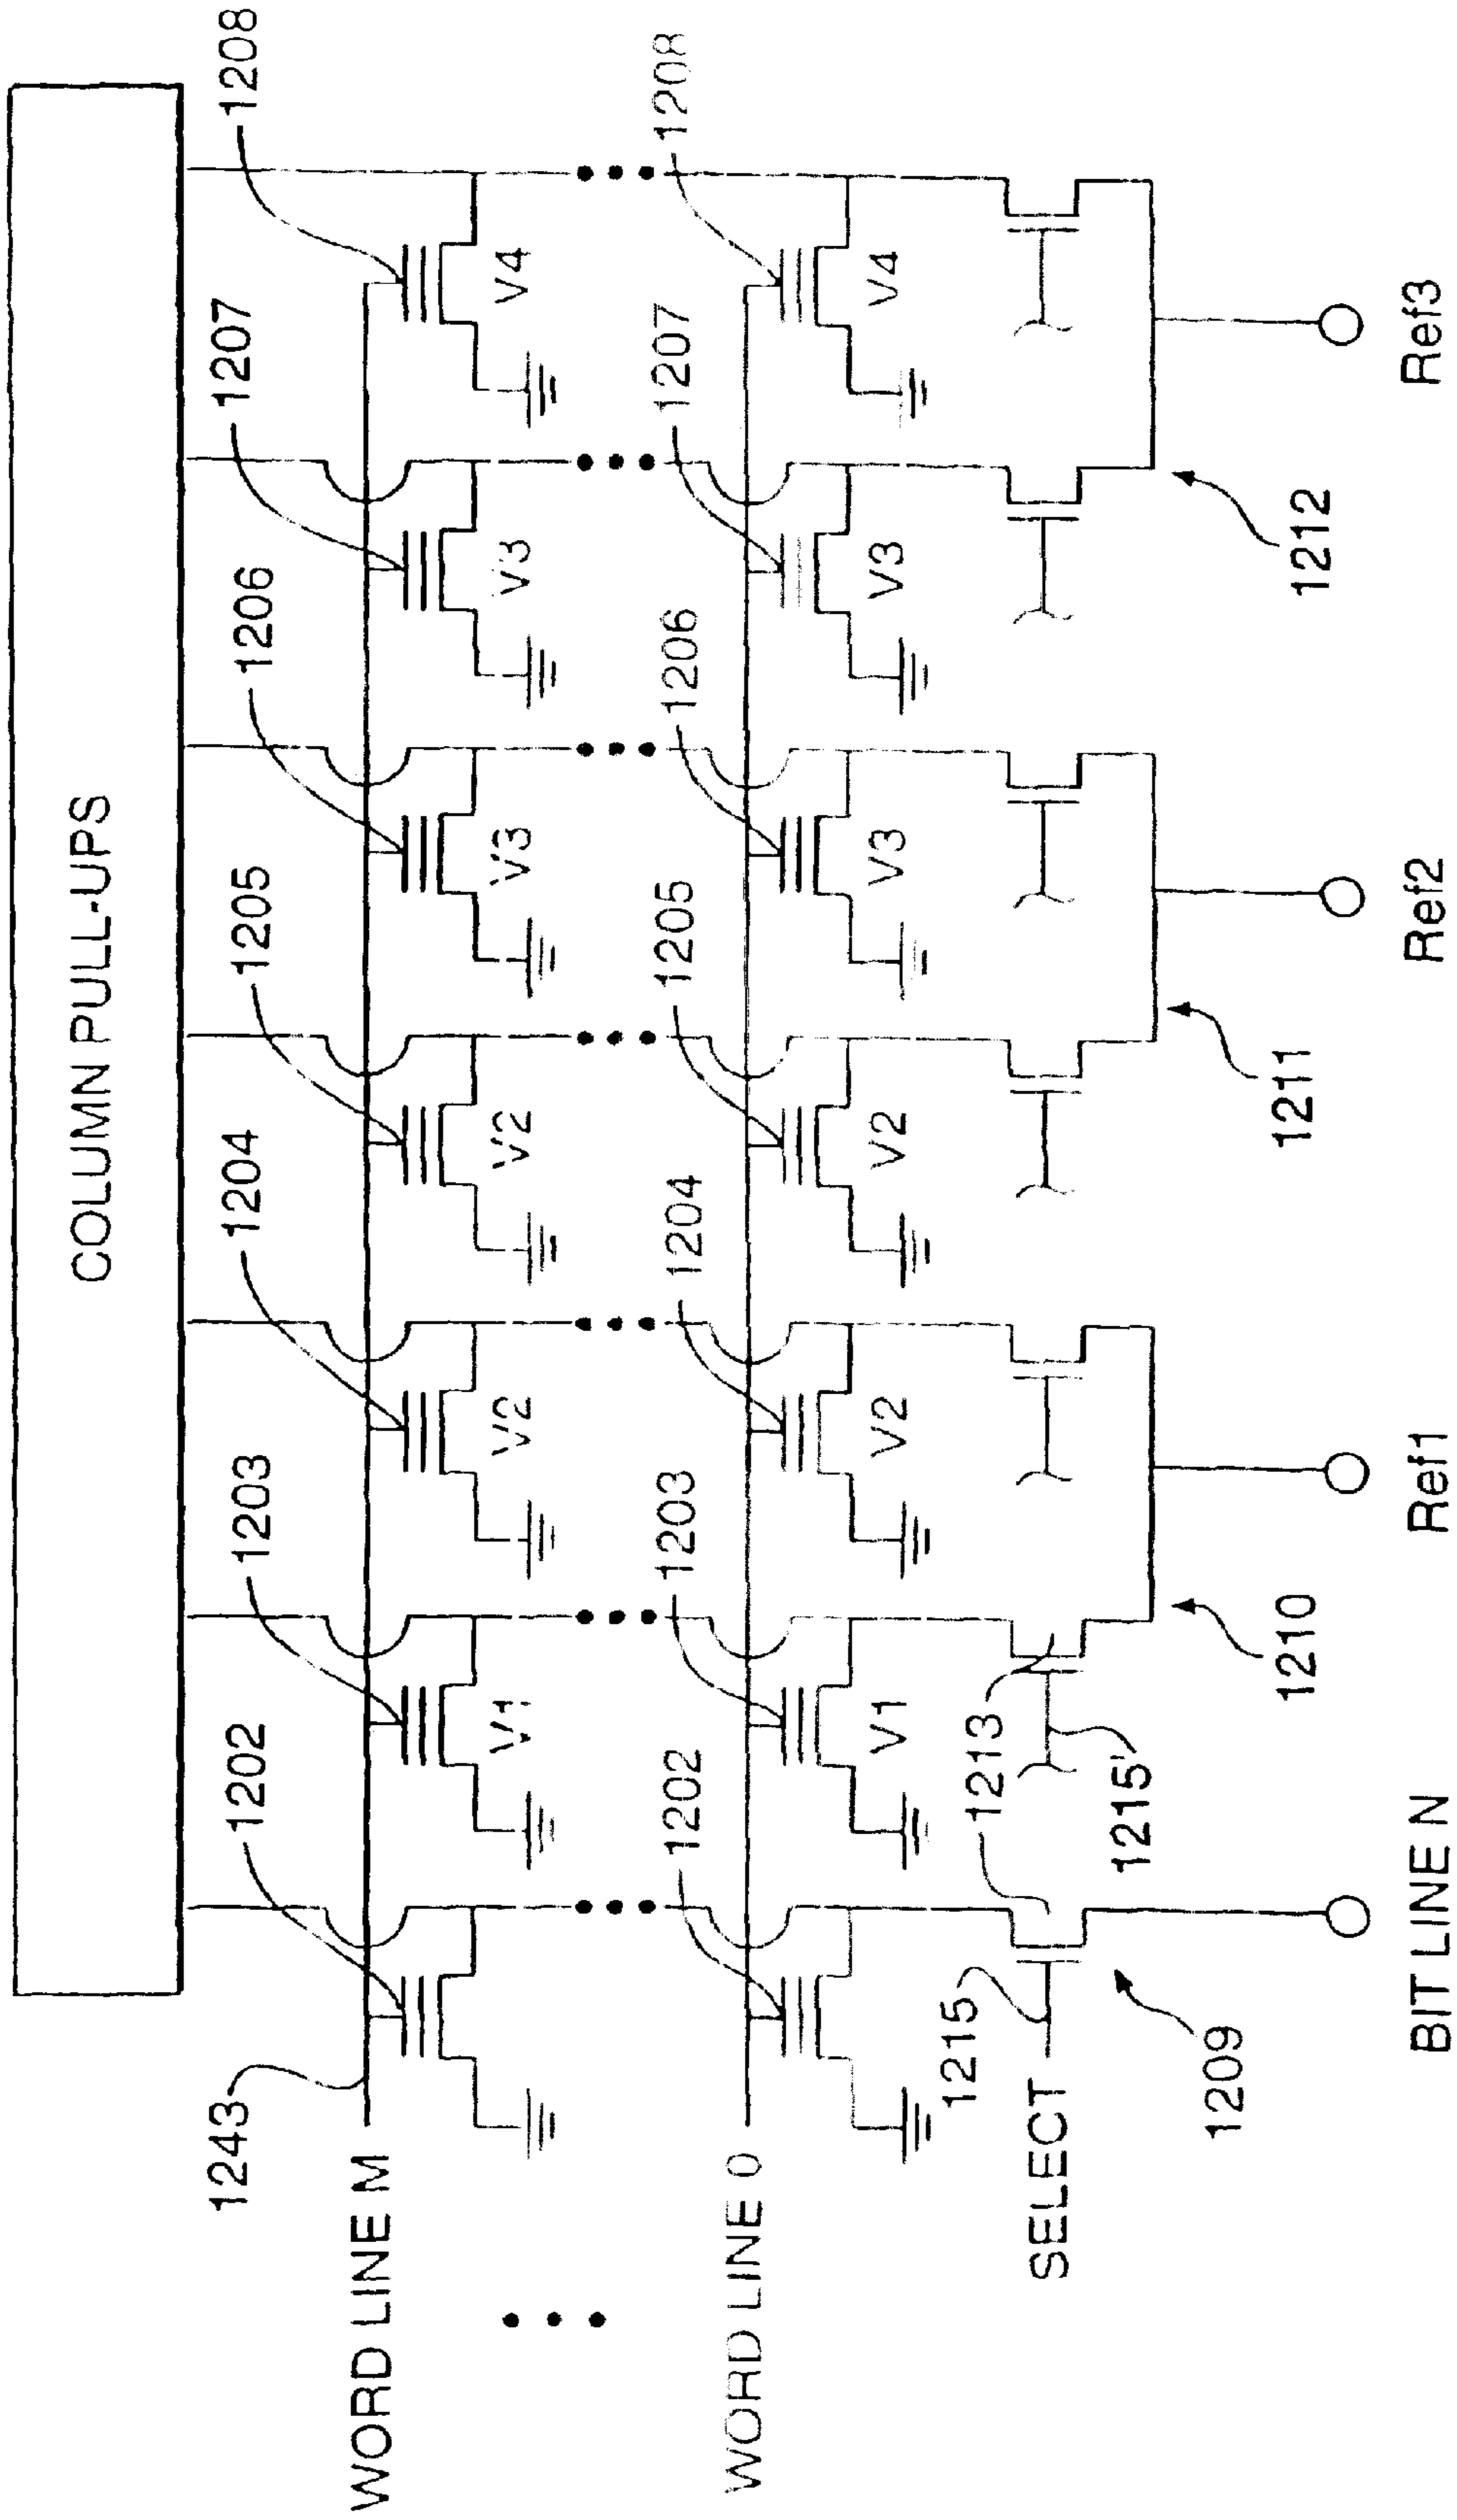 COLUMN PULL-UPS
1243
1202
1203
1204
1205
1206
1207
1208
WORD LINE M
V1
V2
V2
V3
V3
V4
1202
1203
1204
1205
1206
1207
1208
WORD LINE 0
V1
V2
V2
V3
V3
V4
1215
1213
SELECT
1215'
1209
1210
1211
1212
BIT LINE N
Ref1
Ref2
Ref3